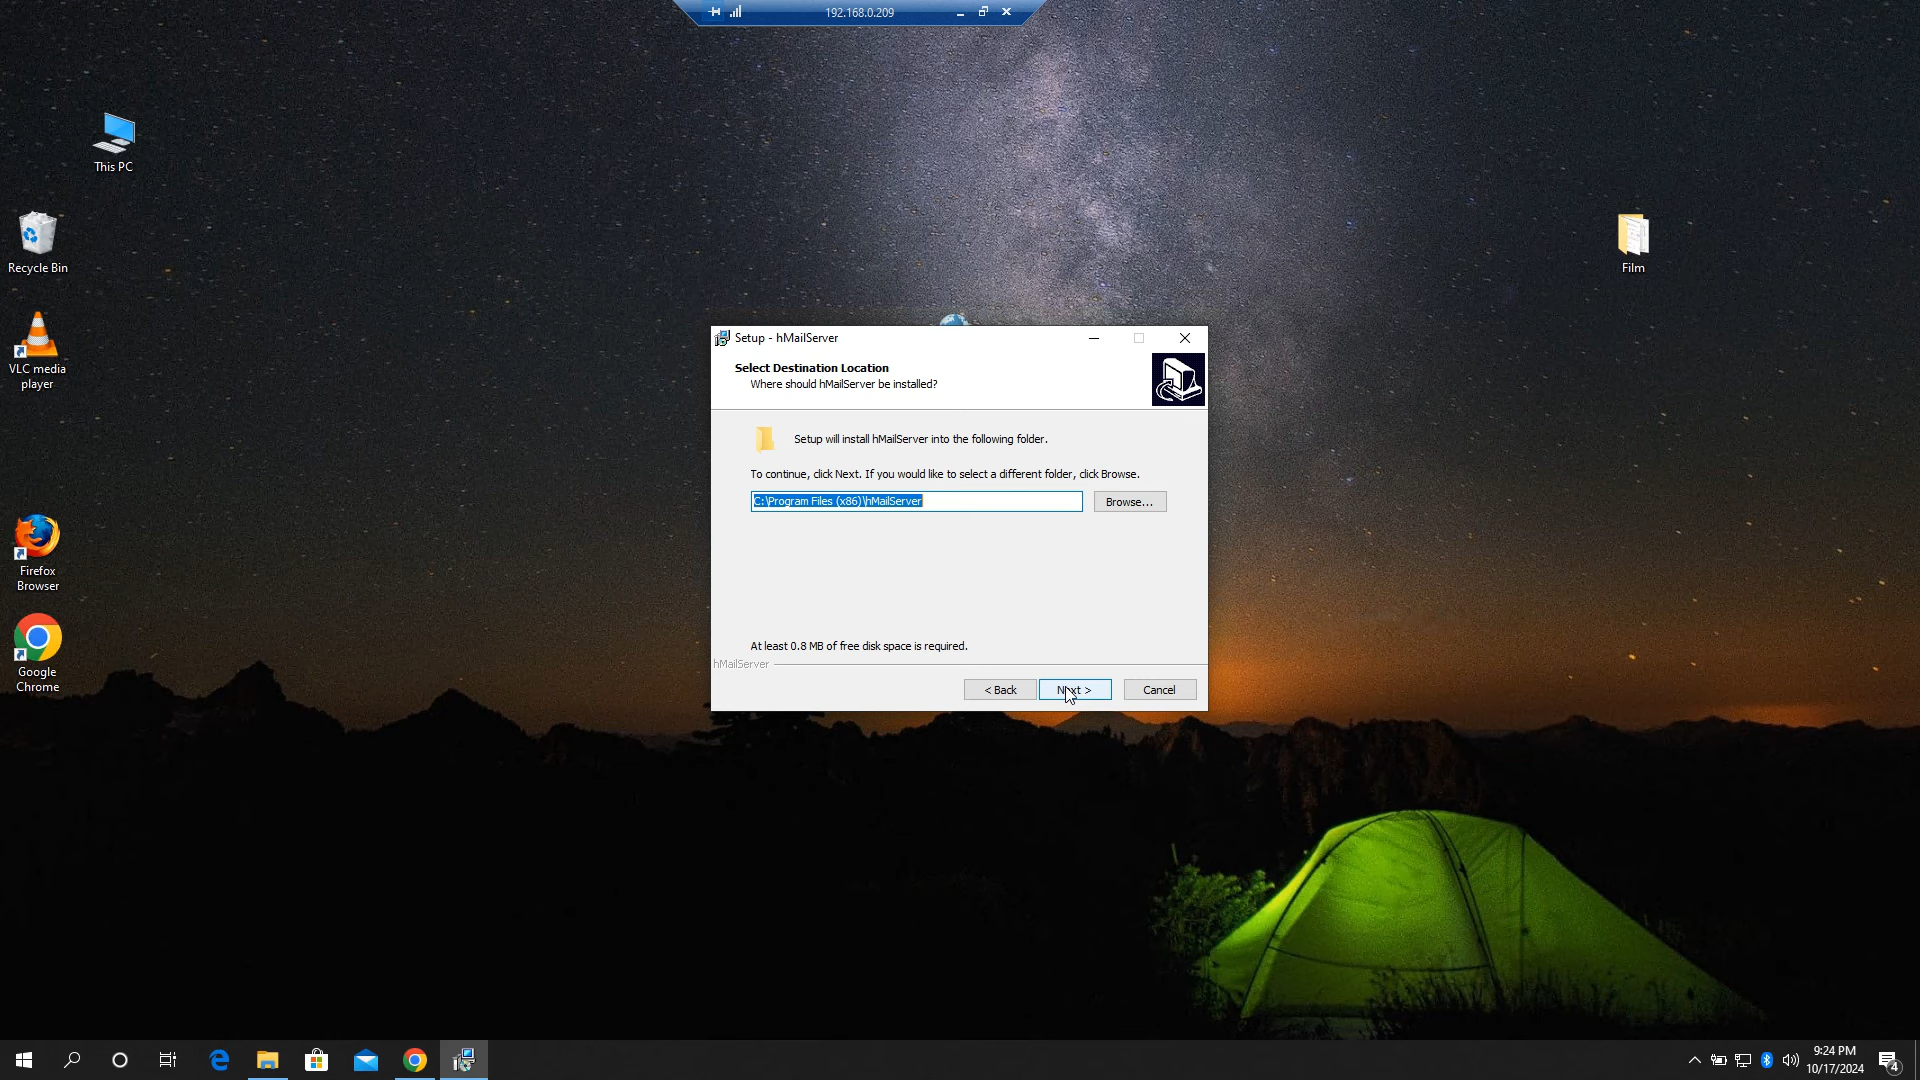 192.168.0.209
This PC
Recycle Bin
VLC media
player
Firefox
Browser
Google
Chrome
Film
Setup - hMailServer
Select Destination Location
Where should hMailServer be installed?
Setup will install hMailServer into the following folder.
To continue, click Next. If you would like to select a different folder, click Browse.
C:\Program Files (x86)\hMailServer
Browse...
At least 0.8 MB of free disk space is required.
hMailServer
< Back
Next >
Cancel
9:24 PM
10/17/2024
4